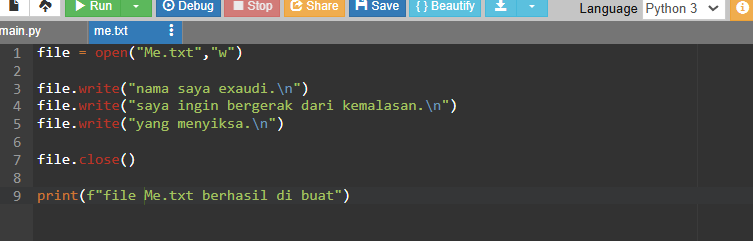 Run Debug Stop Share Save { } Beautify Language Python 3
main.py me.txt
1 file = open("Me.txt","w")
2
3 file.write("nama saya exaudi.\n")
4 file.write("saya ingin bergerak dari kemalasan.\n")
5 file.write("yang menyiksa.\n")
6
7 file.close()
8
9 print(f"file Me.txt berhasil di buat")